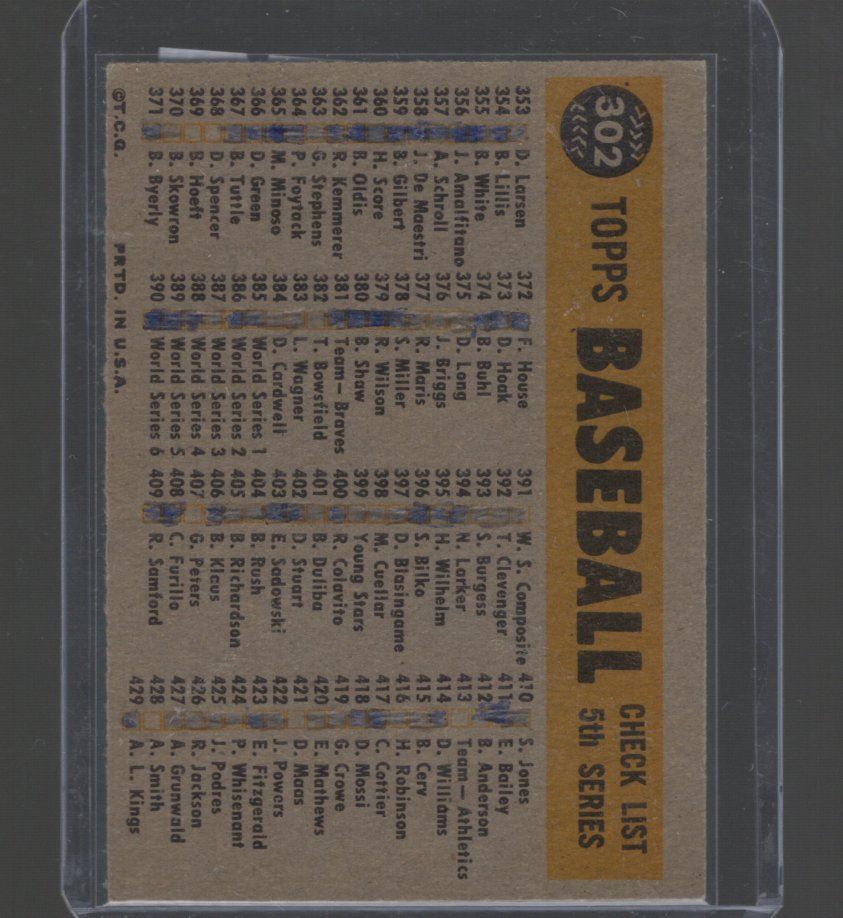 302 TOPPS BASEBALL CHECK LIST
5th SERIES
353 D. Larsen
354 B. Lillis
355 B. White
356 J. Amalfitano
357 A. Schroll
358 J. De Maestri
359 B. Gilbert
360 H. Score
361 B. Oldis
362 R. Kemmerer
363 G. Stephens
364 P. Foytack
365 M. Minoso
366 D. Green
367 B. Tuttle
368 D. Spencer
369 B. Hoeft
370 B. Skowron
371 B. Byerly
372 F. House
373 D. Hoak
374 B. Buhl
375 D. Long
376 J. Briggs
377 R. Maris
378 S. Miller
379 R. Wilson
380 B. Shaw
381 Team—Braves
382 T. Bowsfield
383 L. Wagner
384 D. Cardwell
385 World Series 1
386 World Series 2
387 World Series 3
388 World Series 4
389 World Series 5
390 World Series 6
391 W. S. Composite
392 T. Clevenger
393 S. Burgess
394 N. Larker
395 H. Wilhelm
396 S. Bilko
397 D. Blasingame
398 M. Cuellar
399 Young Stars
400 R. Colavito
401 B. Duliba
402 D. Stuart
403 E. Sadowski
404 B. Rush
405 B. Richardson
406 B. Klaus
407 G. Peters
408 C. Furillo
409 R. Samford
410 S. Jones
411 E. Bailey
412 B. Anderson
413 Team—Athletics
414 D. Williams
415 B. Cerv
416 H. Robinson
417 C. Cottier
418 D. Mossi
419 G. Crowe
420 E. Mathews
421 D. Maas
422 J. Powers
423 E. Fitzgerald
424 P. Whisenant
425 J. Podres
426 R. Jackson
427 A. Grunwald
428 A. Smith
429 A. L. Kings
©T.C.G. PRTD. IN U.S.A.